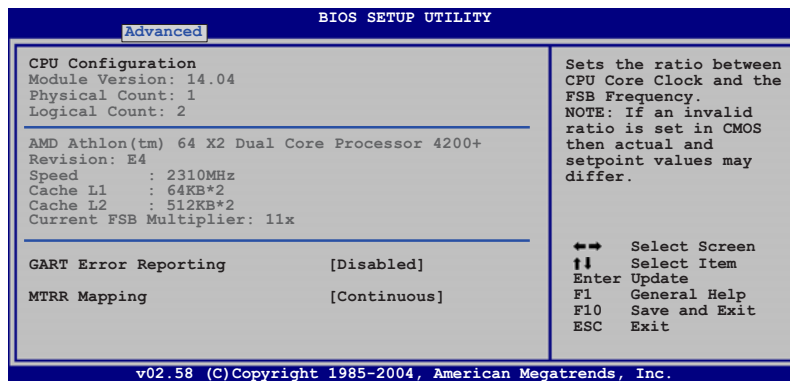 BIOS SETUP UTILITY
Advanced
CPU Configuration
Module Version: 14.04
Physical Count: 1
Logical Count: 2
AMD Athlon(tm) 64 X2 Dual Core Processor 4200+
Revision: E4
Speed : 2310MHz
Cache L1 : 64KB*2
Cache L2 : 512KB*2
Current FSB Multiplier: 11x
GART Error Reporting [Disabled]
MTRR Mapping [Continuous]
Sets the ratio between
CPU Core Clock and the
FSB Frequency.
NOTE: If an invalid
ratio is set in CMOS
then actual and
setpoint values may
differ.
Select Screen
Select Item
Enter Update
F1 General Help
F10 Save and Exit
ESC Exit
v02.58 (C)Copyright 1985-2004, American Megatrends, Inc.